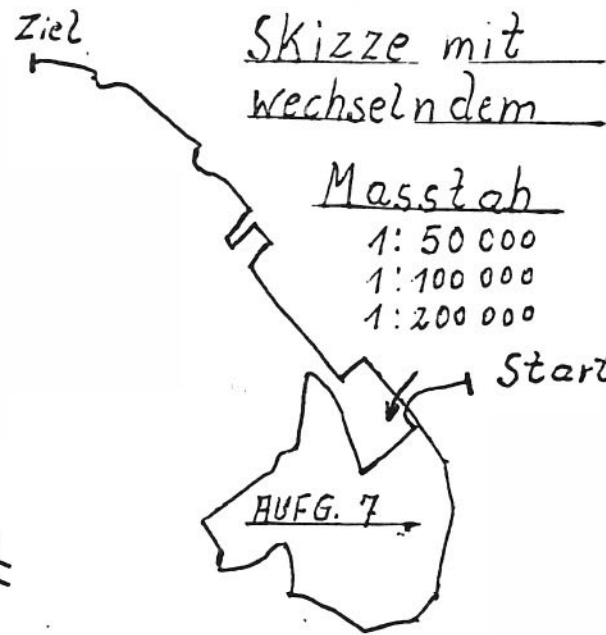 Ziel
Skizze mit
wechselndem
Masstab
1:50 000
1:100 000
1:200 000
Start
AUFG. 7